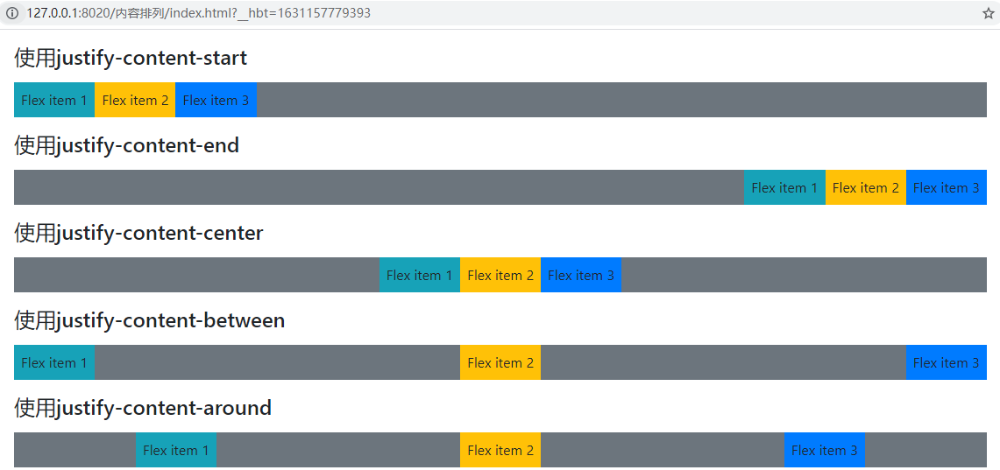 127.0.0.1:8020/内容排列/index.html?__hbt=1631157779393
使用justify-content-start
Flex item 1 Flex item 2 Flex item 3
使用justify-content-end
Flex item 1 Flex item 2 Flex item 3
使用justify-content-center
Flex item 1 Flex item 2 Flex item 3
使用justify-content-between
Flex item 1 Flex item 2 Flex item 3
使用justify-content-around
Flex item 1 Flex item 2 Flex item 3